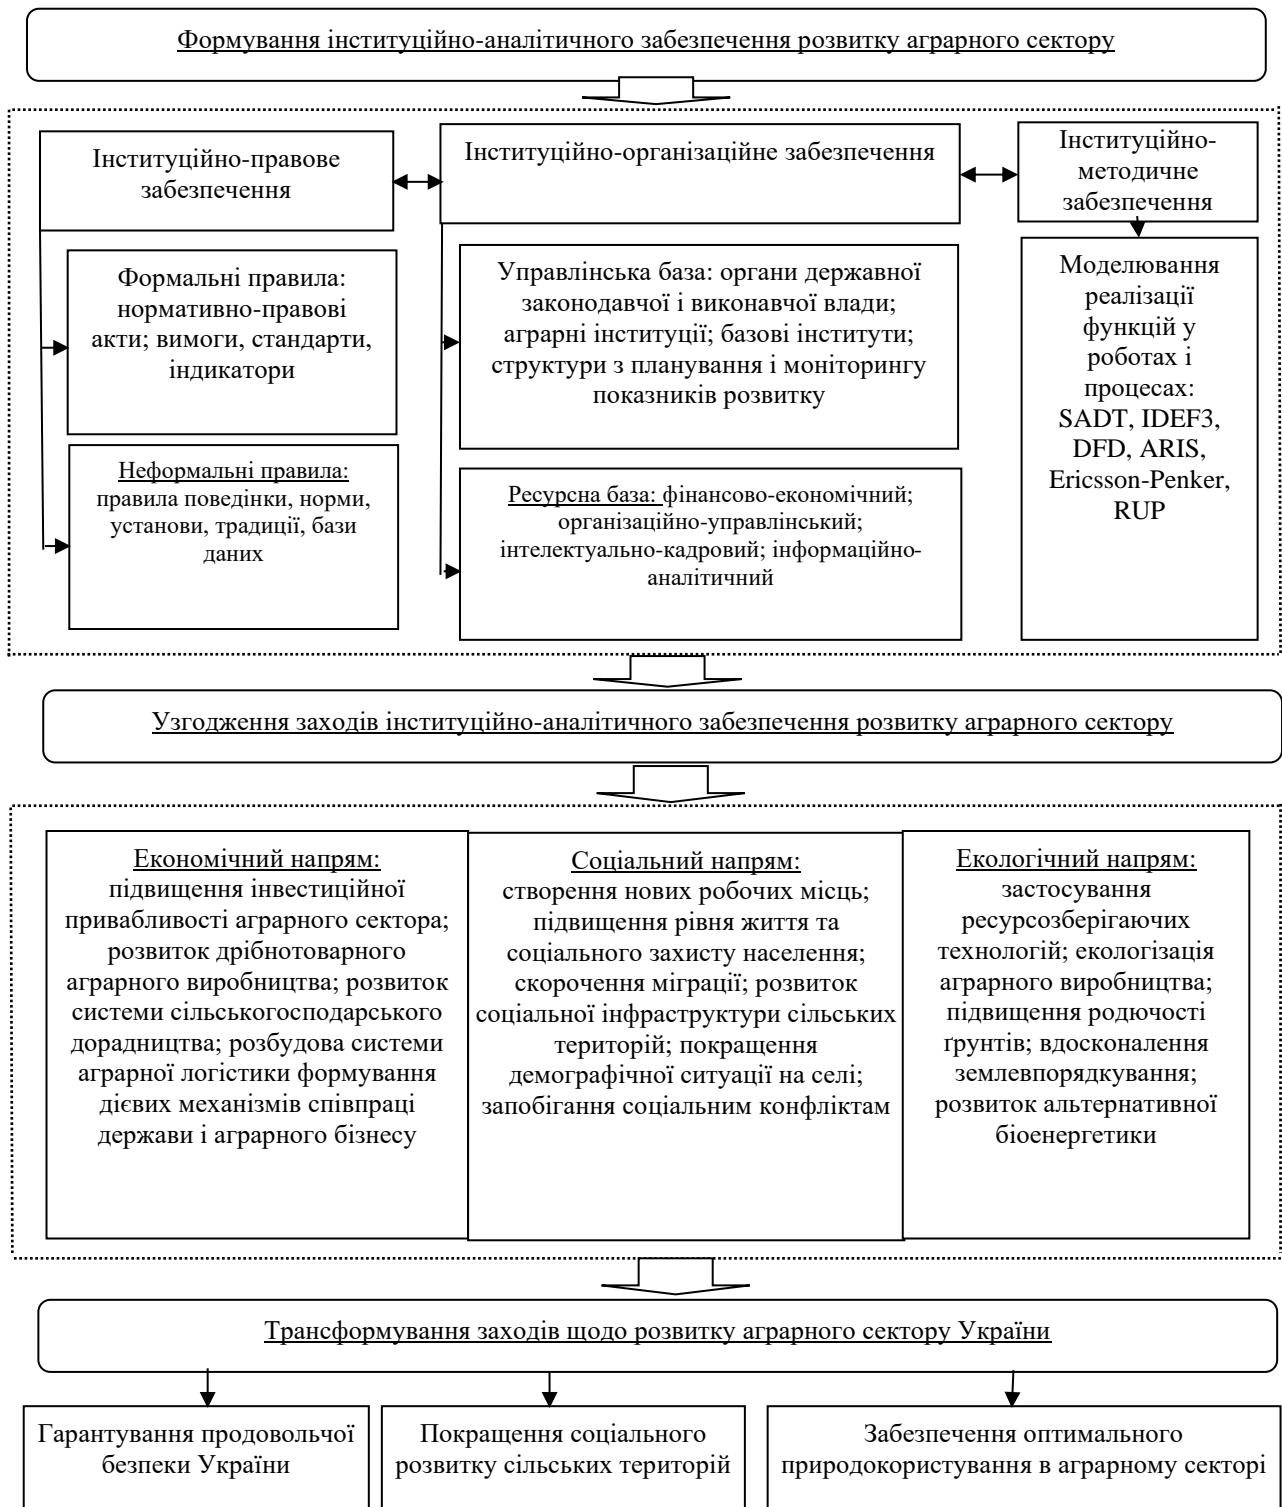 Формування інституційно-аналітичного забезпечення розвитку аграрного сектору
Інституційно-правове
забезпечення
Інституційно-організаційне забезпечення
Інституційно-
методичне
забезпечення
Формальні правила:
нормативно-правові
акти; вимоги, стандарти,
індикатори
Неформальні правила:
правила поведінки, норми,
установи, традиції, бази
даних
Управлінська база: органи державної
законодавчої і виконавчої влади;
аграрні інституції; базові інститути;
структури з планування і моніторингу
показників розвитку
Ресурсна база: фінансово-економічний;
організаційно-управлінський;
інтелектуально-кадровий; інформаційно-
аналітичний
Моделювання
реалізації
функцій у
роботах і
процесах:
SADT, IDEF3,
DFD, ARIS,
Ericsson-Penker,
RUP
Узгодження заходів інституційно-аналітичного забезпечення розвитку аграрного сектору
Економічний напрям:
підвищення інвестиційної
привабливості аграрного сектора;
розвиток дрібнотоварного
аграрного виробництва; розвиток
системи сільськогосподарського
дорадництва; розбудова системи
аграрної логістики формування
дієвих механізмів співпраці
держави і аграрного бізнесу
Соціальний напрям:
створення нових робочих місць;
підвищення рівня життя та
соціального захисту населення;
скорочення міграції; розвиток
соціальної інфраструктури сільських
територій; покращення
демографічної ситуації на селі;
запобігання соціальним конфліктам
Екологічний напрям:
застосування
ресурсозберігаючих
технологій; екологізація
аграрного виробництва;
підвищення родючості
ґрунтів; вдосконалення
землевпорядкування;
розвиток альтернативної
біоенергетики
Трансформування заходів щодо розвитку аграрного сектору України
Гарантування продовольчої
безпеки України
Покращення соціального
розвитку сільських територій
Забезпечення оптимального
природокористування в аграрному секторі